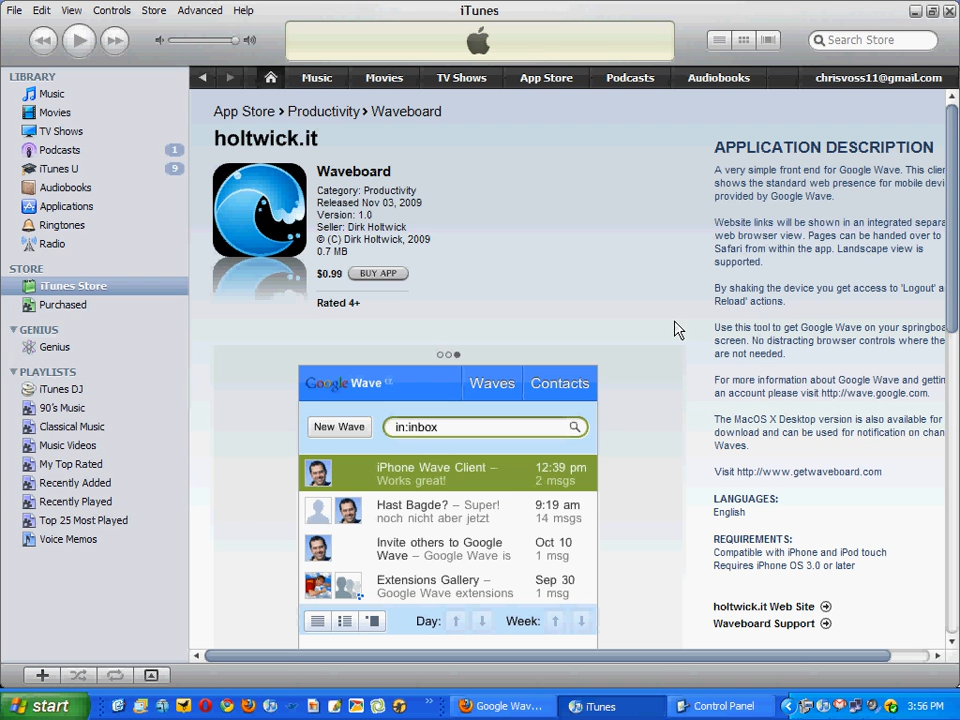 File Edit View Controls Store Advanced Help
iTunes
Search Store
LIBRARY
Music
Movies
TV Shows
Podcasts 1
iTunes U 9
Audiobooks
Applications
Ringtones
Radio
STORE
iTunes Store
Purchased
GENIUS
Genius
PLAYLISTS
iTunes DJ
90's Music
Classical Music
Music Videos
My Top Rated
Recently Added
Recently Played
Top 25 Most Played
Voice Memos
Music Movies TV Shows App Store Podcasts Audiobooks chrisvoss11@gmail.com
App Store > Productivity > Waveboard
holtwick.it
Waveboard
Category: Productivity
Released Nov 03, 2009
Version: 1.0
Seller: Dirk Holtwick
© (C) Dirk Holtwick, 2009
0.7 MB
$0.99 BUY APP
Rated 4+
Google Wave α Waves Contacts
New Wave in:inbox
iPhone Wave Client – 12:39 pm
Works great! 2 msgs
Hast Bagde? – Super! 9:19 am
noch nicht aber jetzt 14 msgs
Invite others to Google Oct 10
Wave – Google Wave is 1 msg
Extensions Gallery – Sep 30
Google Wave extensions 1 msg
Day: Week:
APPLICATION DESCRIPTION
A very simple front end for Google Wave. This clien
shows the standard web presence for mobile devi
provided by Google Wave.
Website links will be shown in an integrated separa
web browser view. Pages can be handed over to
Safari from within the app. Landscape view is
supported.
By shaking the device you get access to 'Logout' a
Reload' actions.
Use this tool to get Google Wave on your springboa
screen. No distracting browser controls where the
are not needed.
For more information about Google Wave and gettin
an account please visit http://wave.google.com.
The MacOS X Desktop version is also available for
download and can be used for notification on chan
Waves.
Visit http://www.getwaveboard.com
LANGUAGES:
English
REQUIREMENTS:
Compatible with iPhone and iPod touch
Requires iPhone OS 3.0 or later
holtwick.it Web Site
Waveboard Support
start Google Wav... iTunes Control Panel 3:56 PM